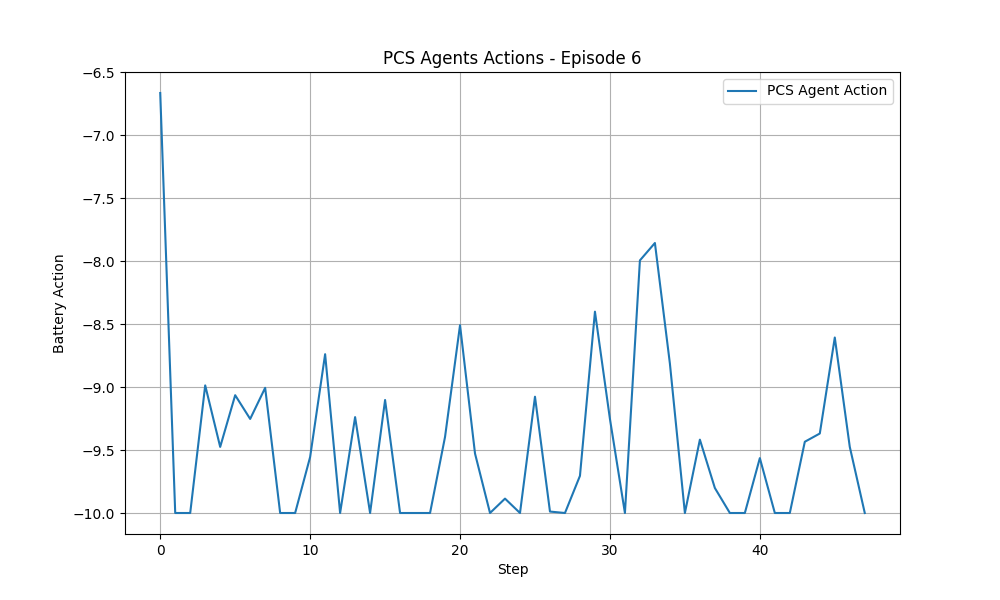 PCS Agents Actions - Episode 6
PCS Agent Action
Battery Action
−6.5
−7.0
−7.5
−8.0
−8.5
−9.0
−9.5
−10.0
0 10 20 30 40
Step